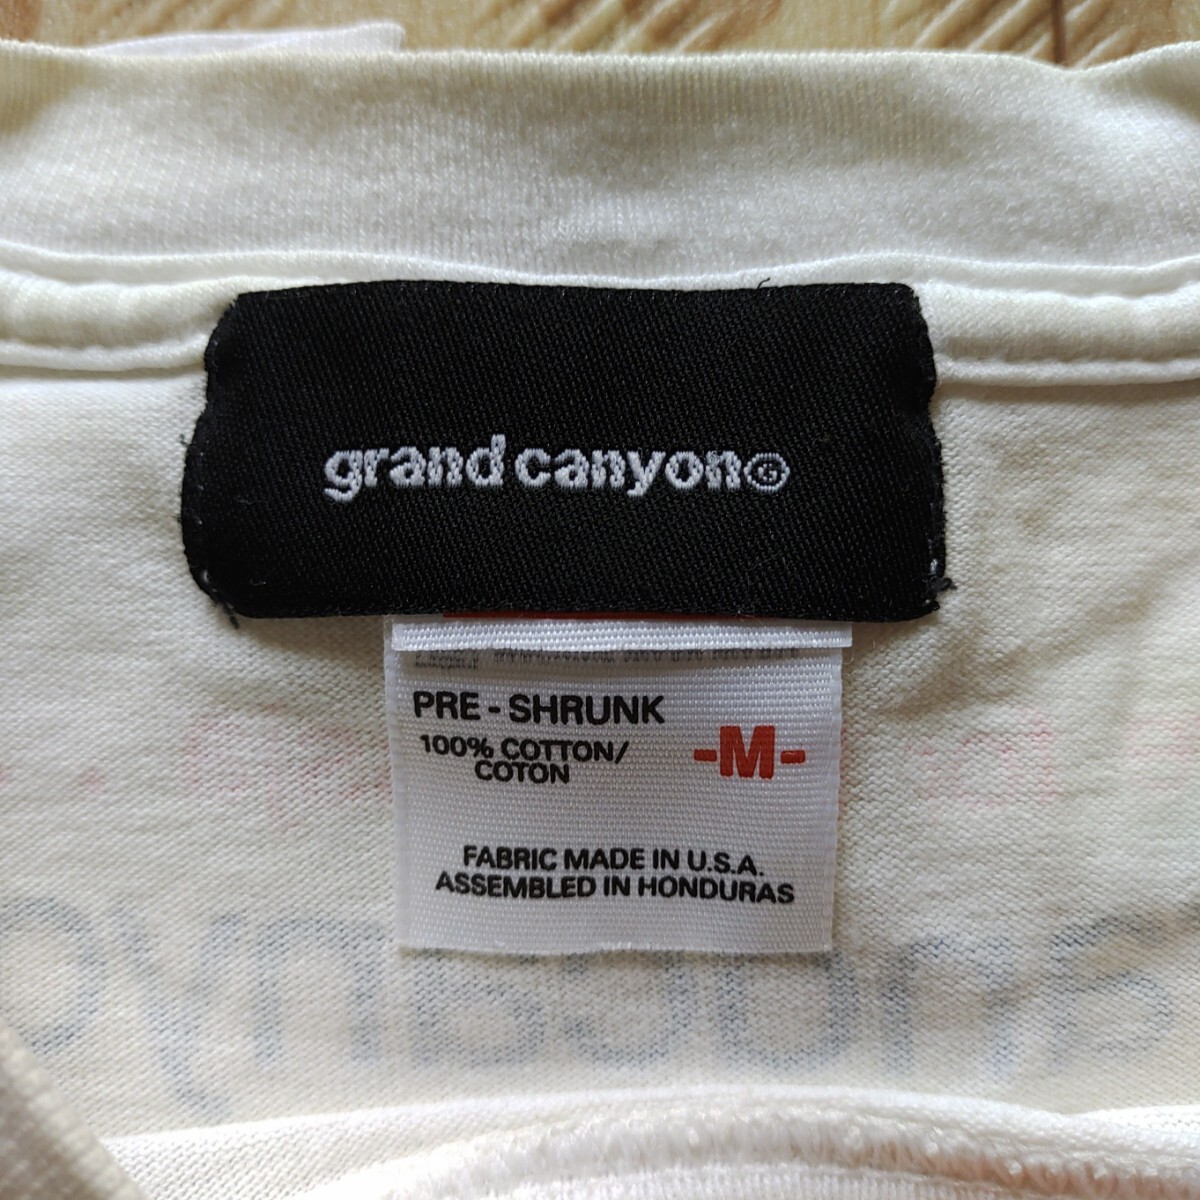 grand canyon G
PRE - SHRUNK
100% COTTON/
COTON
-M-
FABRIC MADE IN U.S.A.
ASSEMBLED IN HONDURAS